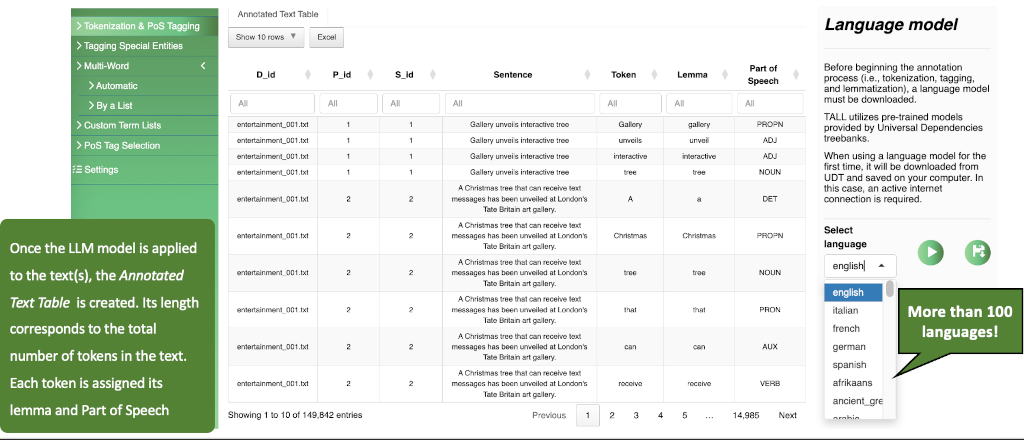 Tokenization & PoS Tagging
Tagging Special Entities
Multi-Word
Automatic
By a List
Custom Term Lists
PoS Tag Selection
Settings
Once the LLM model is applied
to the text(s), the Annotated
Text Table is created. Its length
corresponds to the total
number of tokens in the text.
Each token is assigned its
lemma and Part of Speech
Annotated Text Table
Show 10 rows Excel
D_id P_id S_id Sentence Token Lemma Part of
Speech
All All All All All All All
entertainment_001.txt 1 1 Gallery unveils interactive tree Gallery gallery PROPN
entertainment_001.txt 1 1 Gallery unveils interactive tree unveils unveil ADJ
entertainment_001.txt 1 1 Gallery unveils interactive tree interactive interactive ADJ
entertainment_001.txt 1 1 Gallery unveils interactive tree tree tree NOUN
A Christmas tree that can receive text
entertainment_001.txt 2 2 messages has been unveiled at London's A a DET
Tate Britain art gallery.
A Christmas tree that can receive text
entertainment_001.txt 2 2 messages has been unveiled at London's Christmas Christmas PROPN
Tate Britain art gallery.
A Christmas tree that can receive text
entertainment_001.txt 2 2 messages has been unveiled at London's tree tree NOUN
Tate Britain art gallery.
A Christmas tree that can receive text
entertainment_001.txt 2 2 messages has been unveiled at London's that that PRON
Tate Britain art gallery.
A Christmas tree that can receive text
entertainment_001.txt 2 2 messages has been unveiled at London's can can AUX
Tate Britain art gallery.
A Christmas tree that can receive text
entertainment_001.txt 2 2 messages has been unveiled at London's receive receive VERB
Tate Britain art gallery.
Showing 1 to 10 of 149,842 entries Previous 1 2 3 4 5 ... 14,985 Next
Language model
Before beginning the annotation
process (i.e., tokenization, tagging,
and lemmatization), a language model
must be downloaded.
TALL utilizes pre-trained models
provided by Universal Dependencies
treebanks.
When using a language model for the
first time, it will be downloaded from
UDT and saved on your computer. In
this case, an active internet
connection is required.
Select
language
english
english
italian
french
german
spanish
afrikaans
ancient_gre
More than 100
languages!